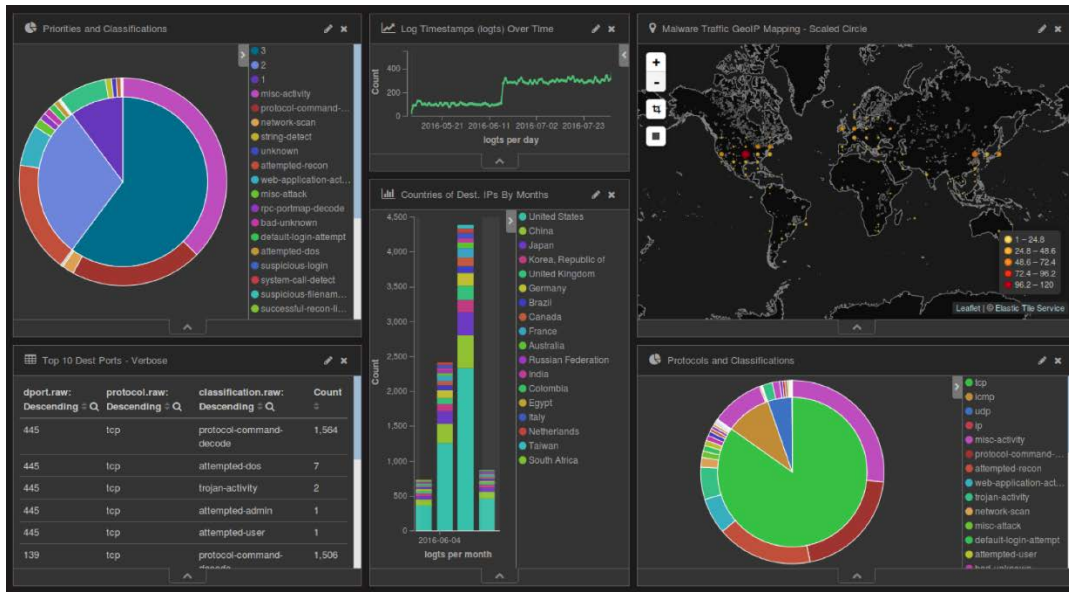 Priorities and Classifications
3
2
1
misc-activity
protocol-command-...
network-scan
string-detect
unknown
attempted-recon
web-application-act...
misc-attack
rpc-portmap-decode
bad-unknown
default-login-attempt
attempted-dos
suspicious-login
system-call-detect
suspicious-filenam...
successful-recon-li...
Log Timestamps (logts) Over Time
Count
400
200
0
2016-05-21 2016-06-11 2016-07-02 2016-07-23
logts per day
Malware Traffic GeoIP Mapping - Scaled Circle
+
-
1 – 24.8
24.8 – 48.6
48.6 – 72.4
72.4 – 96.2
96.2 – 120
Leaflet | © Elastic Tile Service
Countries of Dest. IPs By Months
Count
4,500
4,000
3,500
3,000
2,500
2,000
1,500
1,000
500
0
2016-06-04
logts per month
United States
China
Japan
Korea, Republic of
United Kingdom
Germany
Brazil
Canada
France
Australia
Russian Federation
India
Colombia
Egypt
Italy
Netherlands
Taiwan
South Africa
Top 10 Dest Ports - Verbose
dport.raw: protocol.raw: classification.raw: Count
Descending Descending Descending
445 tcp protocol-command- 1,564
decode
445 tcp attempted-dos 7
445 tcp trojan-activity 2
445 tcp attempted-admin 1
445 tcp attempted-user 1
139 tcp protocol-command- 1,506
decode
Protocols and Classifications
tcp
icmp
udp
ip
misc-activity
protocol-command-...
attempted-recon
web-application-act...
trojan-activity
network-scan
misc-attack
default-login-attempt
attempted-user
bad-unknown